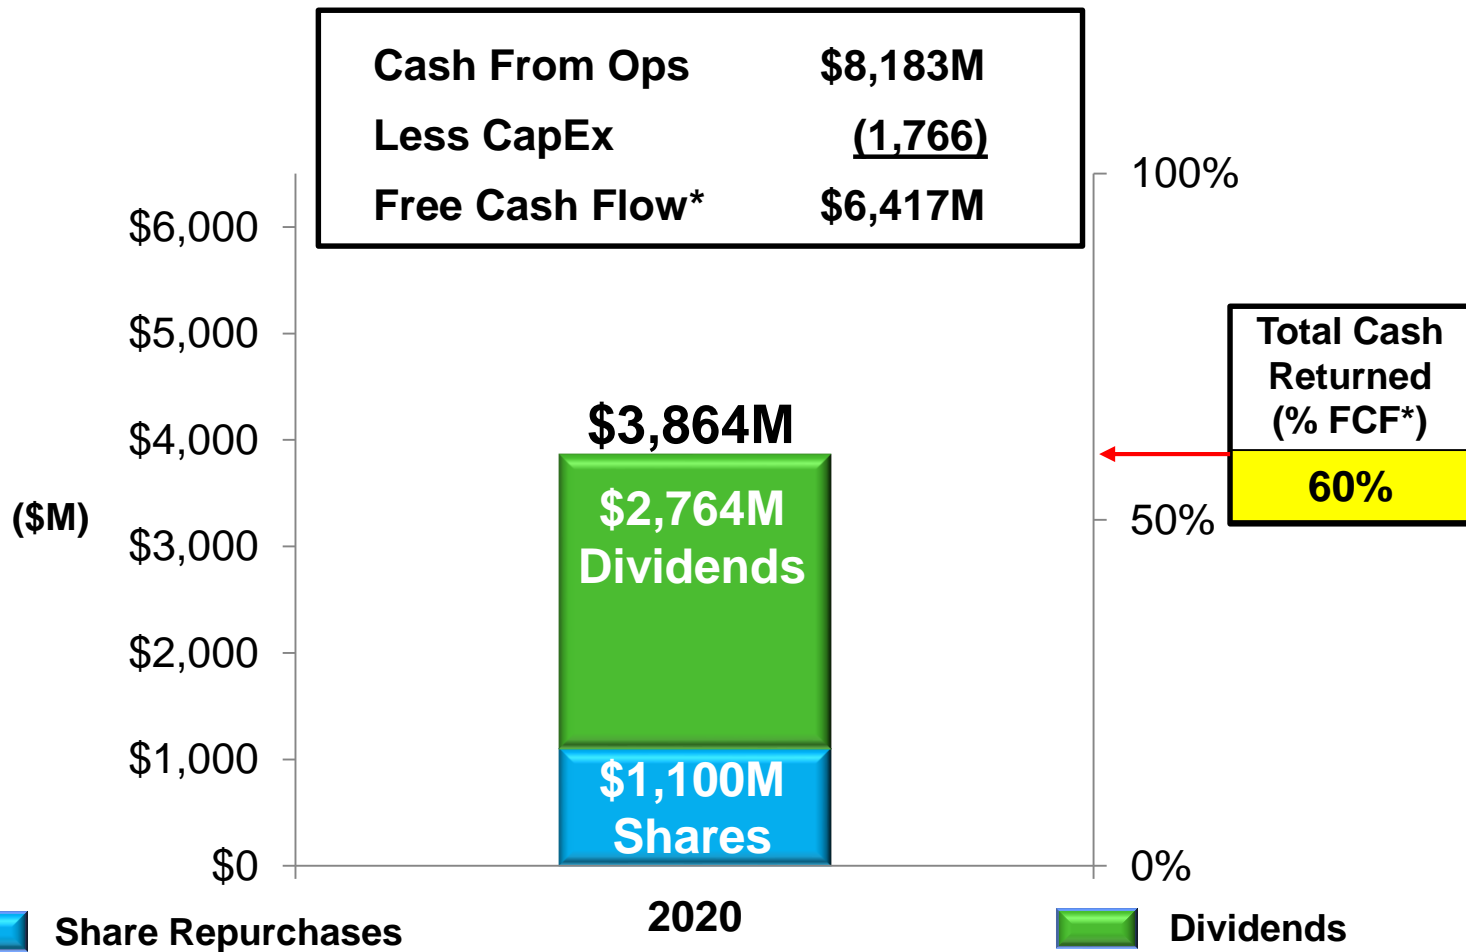 Cash From Ops $8,183M
Less CapEx (1,766)
Free Cash Flow* $6,417M
$6,000
$5,000
$4,000
$3,000
$2,000
$1,000
$0
($M)
$3,864M
$2,764M
Dividends
$1,100M
Shares
2020
100%
50%
0%
Total Cash
Returned
(% FCF*)
60%
Share Repurchases
Dividends